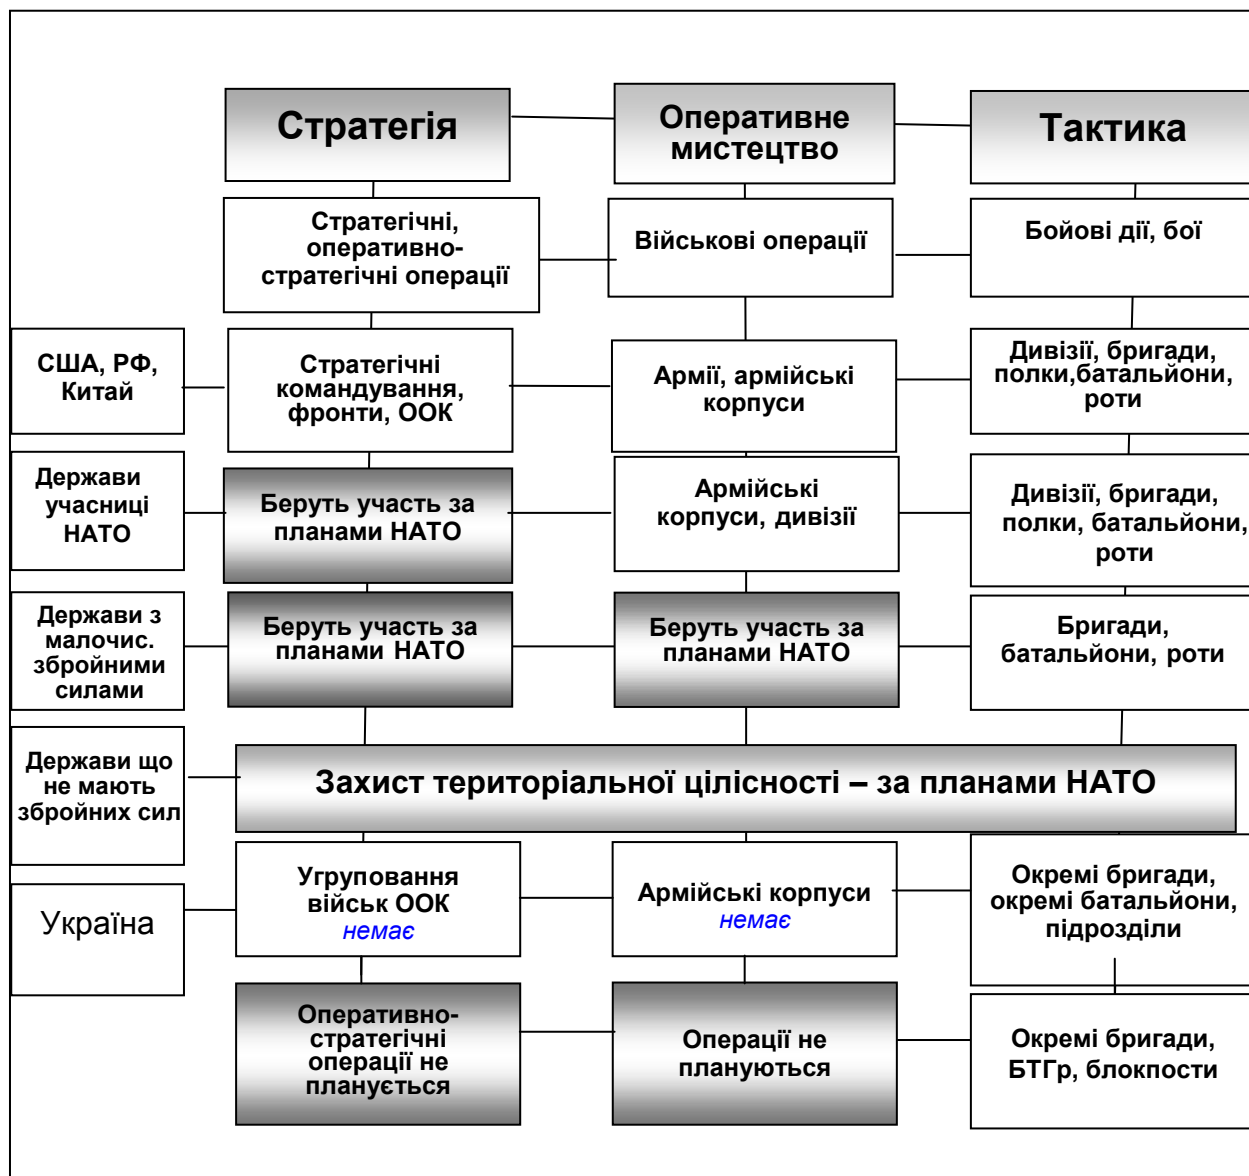 Стратегія
Оперативне
мистецтво
Тактика
Стратегічні,
оперативно-
стратегічні операції
Військові операції
Бойові дії, бої
США, РФ,
Китай
Стратегічні
командування,
фронти, ООК
Армії, армійські
корпуси
Дивізії, бригади,
полки,батальйони,
роти
Держави
учасниці
НАТО
Беруть участь за
планами НАТО
Армійські
корпуси, дивізії
Дивізії, бригади,
полки, батальйони,
роти
Держави з
малочис.
збройними
силами
Беруть участь за
планами НАТО
Беруть участь за
планами НАТО
Бригади,
батальйони, роти
Держави що
не мають
збройних сил
Захист територіальної цілісності – за планами НАТО
Україна
Угруповання
військ ООК
немає
Армійські корпуси
немає
Окремі бригади,
окремі батальйони,
підрозділи
Оперативно-
стратегічні
операції не
планується
Операції не
плануються
Окремі бригади,
БТГр, блокпости